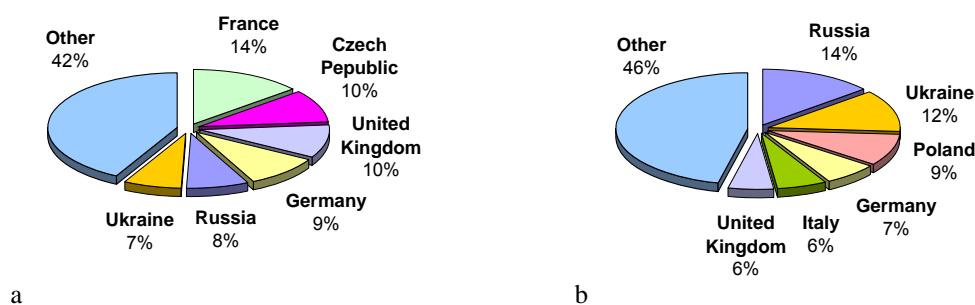 France
14%
Czech
Pepublic
10%
United
Kingdom
10%
Germany
9%
Russia
8%
Ukraine
7%
Other
42%
a
Russia
14%
Ukraine
12%
Poland
9%
Germany
7%
Italy
6%
United
Kingdom
6%
Other
46%
b